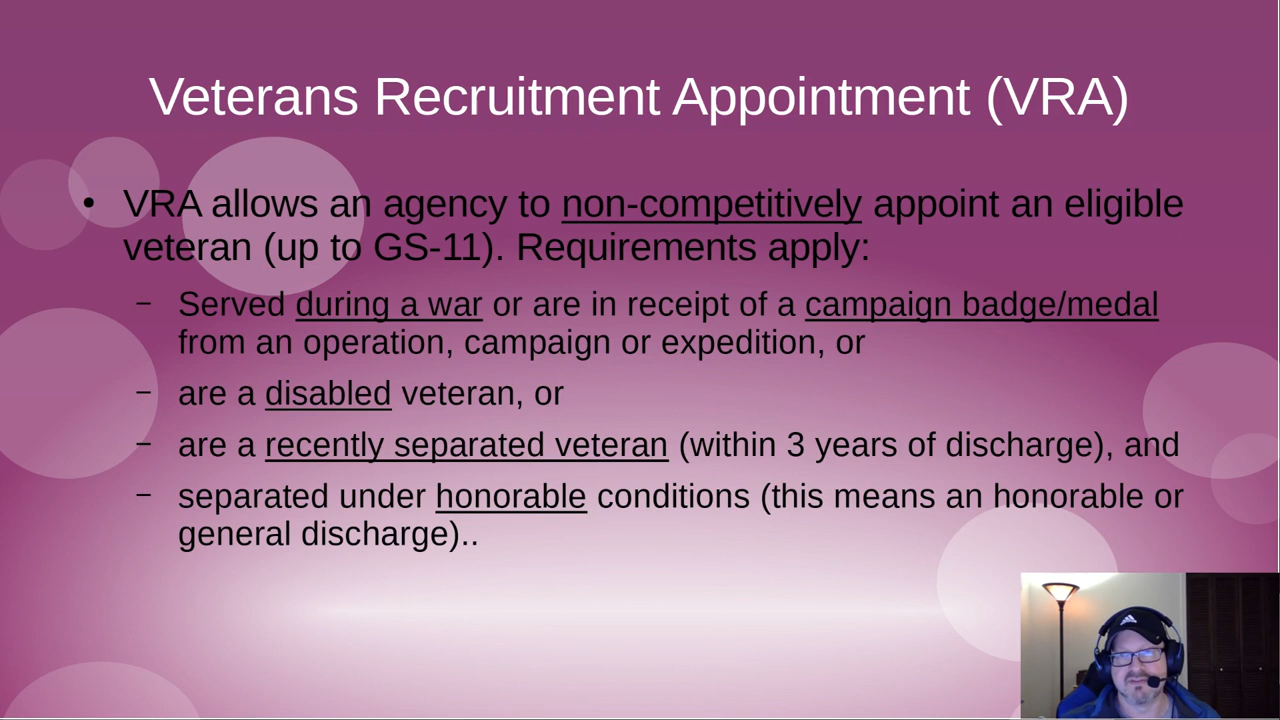 Veterans Recruitment Appointment (VRA)
• VRA allows an agency to non-competitively appoint an eligible
veteran (up to GS-11). Requirements apply:
– Served during a war or are in receipt of a campaign badge/medal
from an operation, campaign or expedition, or
– are a disabled veteran, or
– are a recently separated veteran (within 3 years of discharge), and
– separated under honorable conditions (this means an honorable or
general discharge)..